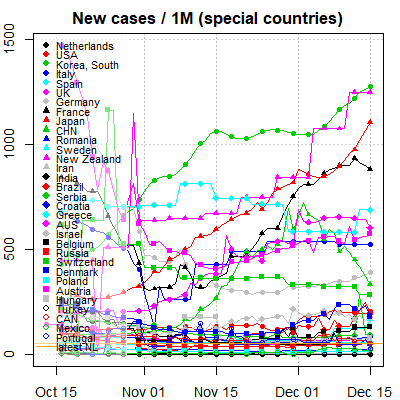 New cases / 1M (special countries)
1500
1000
500
0
Netherlands
USA
Korea, South
Italy
Spain
UK
Germany
France
Japan
CHN
Romania
Sweden
New Zealand
Iran
India
Brazil
Serbia
Croatia
Greece
AUS
Israel
Belgium
Russia
Switzerland
Denmark
Poland
Austria
Hungary
Turkey
CAN
Mexico
Portugal
latest NL
Oct 15
Nov 01
Nov 15
Dec 01
Dec 15